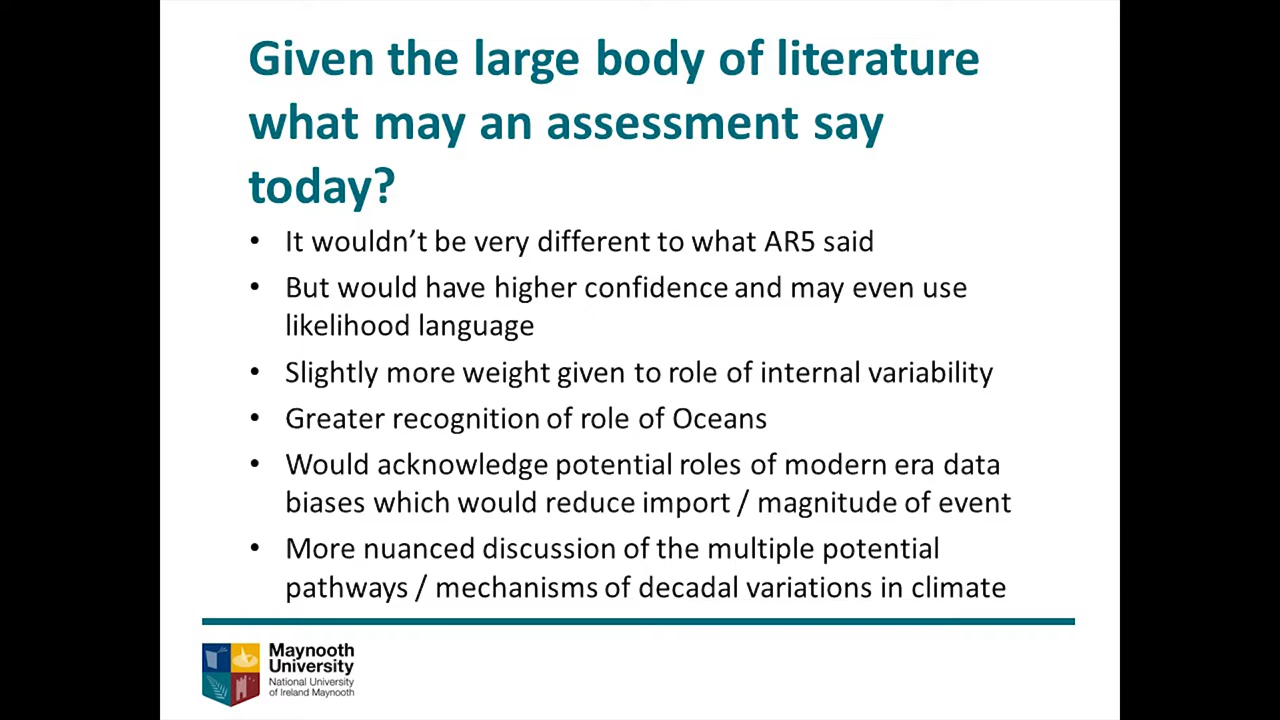 Given the large body of literature
what may an assessment say
today?
• It wouldn’t be very different to what AR5 said
• But would have higher confidence and may even use
likelihood language
• Slightly more weight given to role of internal variability
• Greater recognition of role of Oceans
• Would acknowledge potential roles of modern era data
biases which would reduce import / magnitude of event
• More nuanced discussion of the multiple potential
pathways / mechanisms of decadal variations in climate
Maynooth
University
National University
of Ireland Maynooth